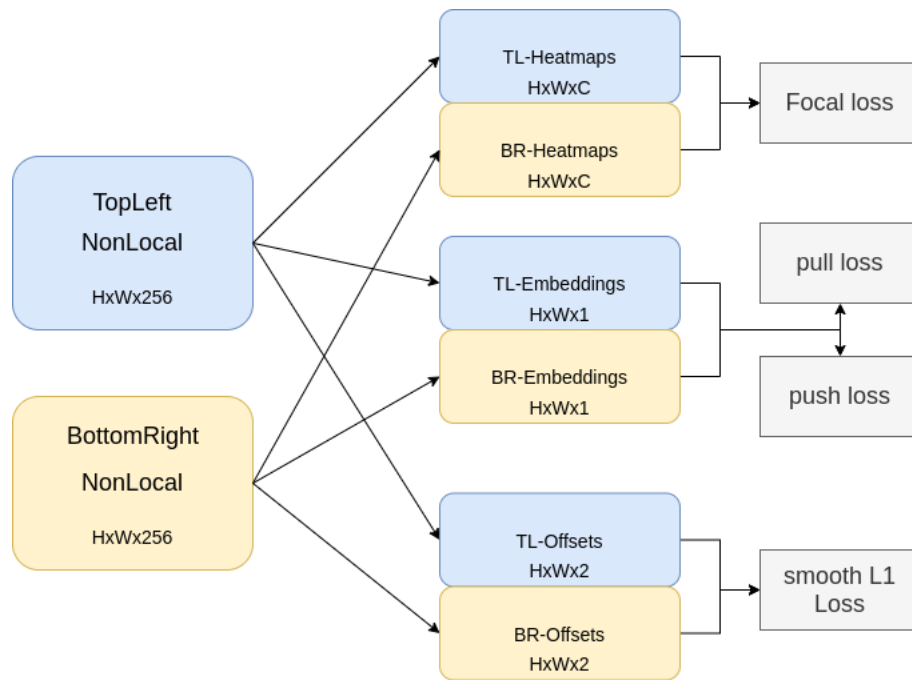 TopLeft
NonLocal
HxWx256
BottomRight
NonLocal
HxWx256
TL-Heatmaps
HxWxC
BR-Heatmaps
HxWxC
TL-Embeddings
HxWx1
BR-Embeddings
HxWx1
TL-Offsets
HxWx2
BR-Offsets
HxWx2
Focal loss
pull loss
push loss
smooth L1
Loss